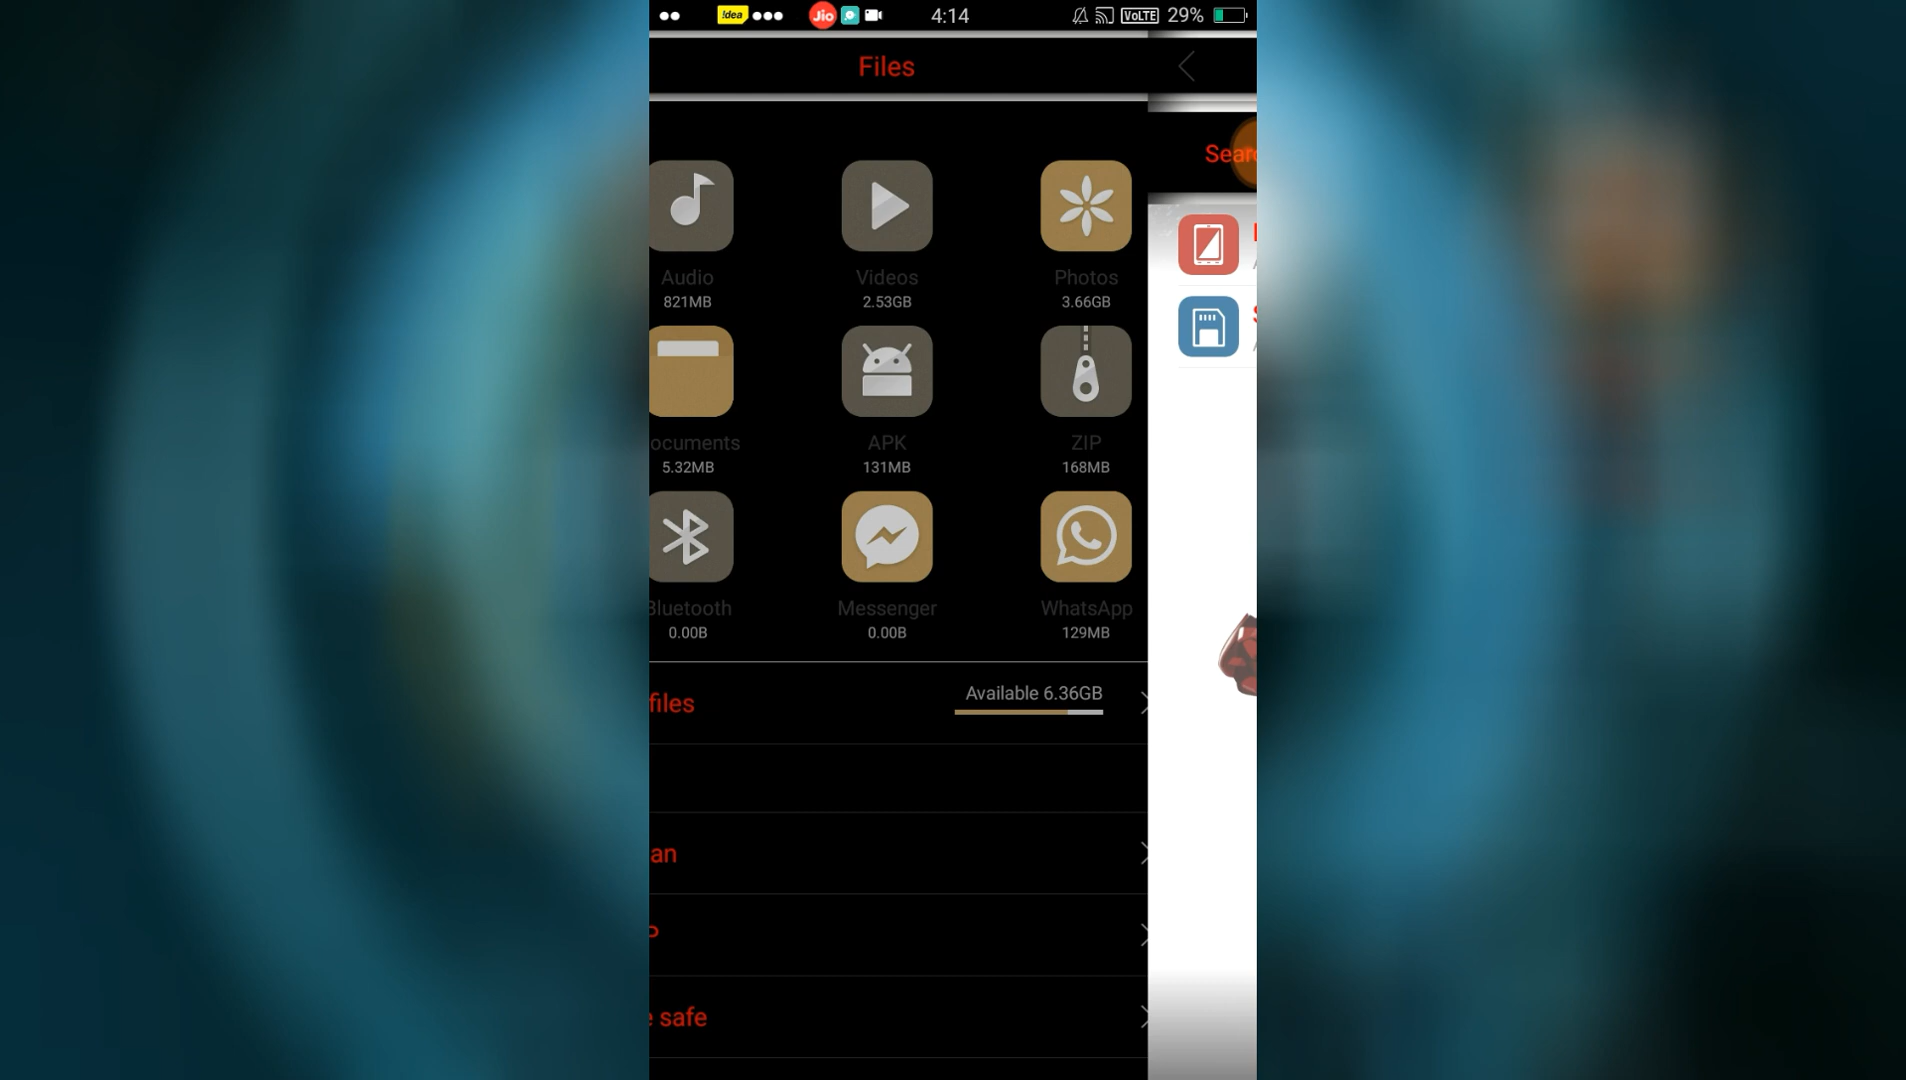 !dea
Jio
4:14
VoLTE
29%
Files
Audio
821MB
Videos
2.53GB
Photos
3.66GB
ocuments
5.32MB
APK
131MB
ZIP
168MB
Bluetooth
0.00B
Messenger
0.00B
WhatsApp
129MB
files
Available 6.36GB
an
e safe
Sear